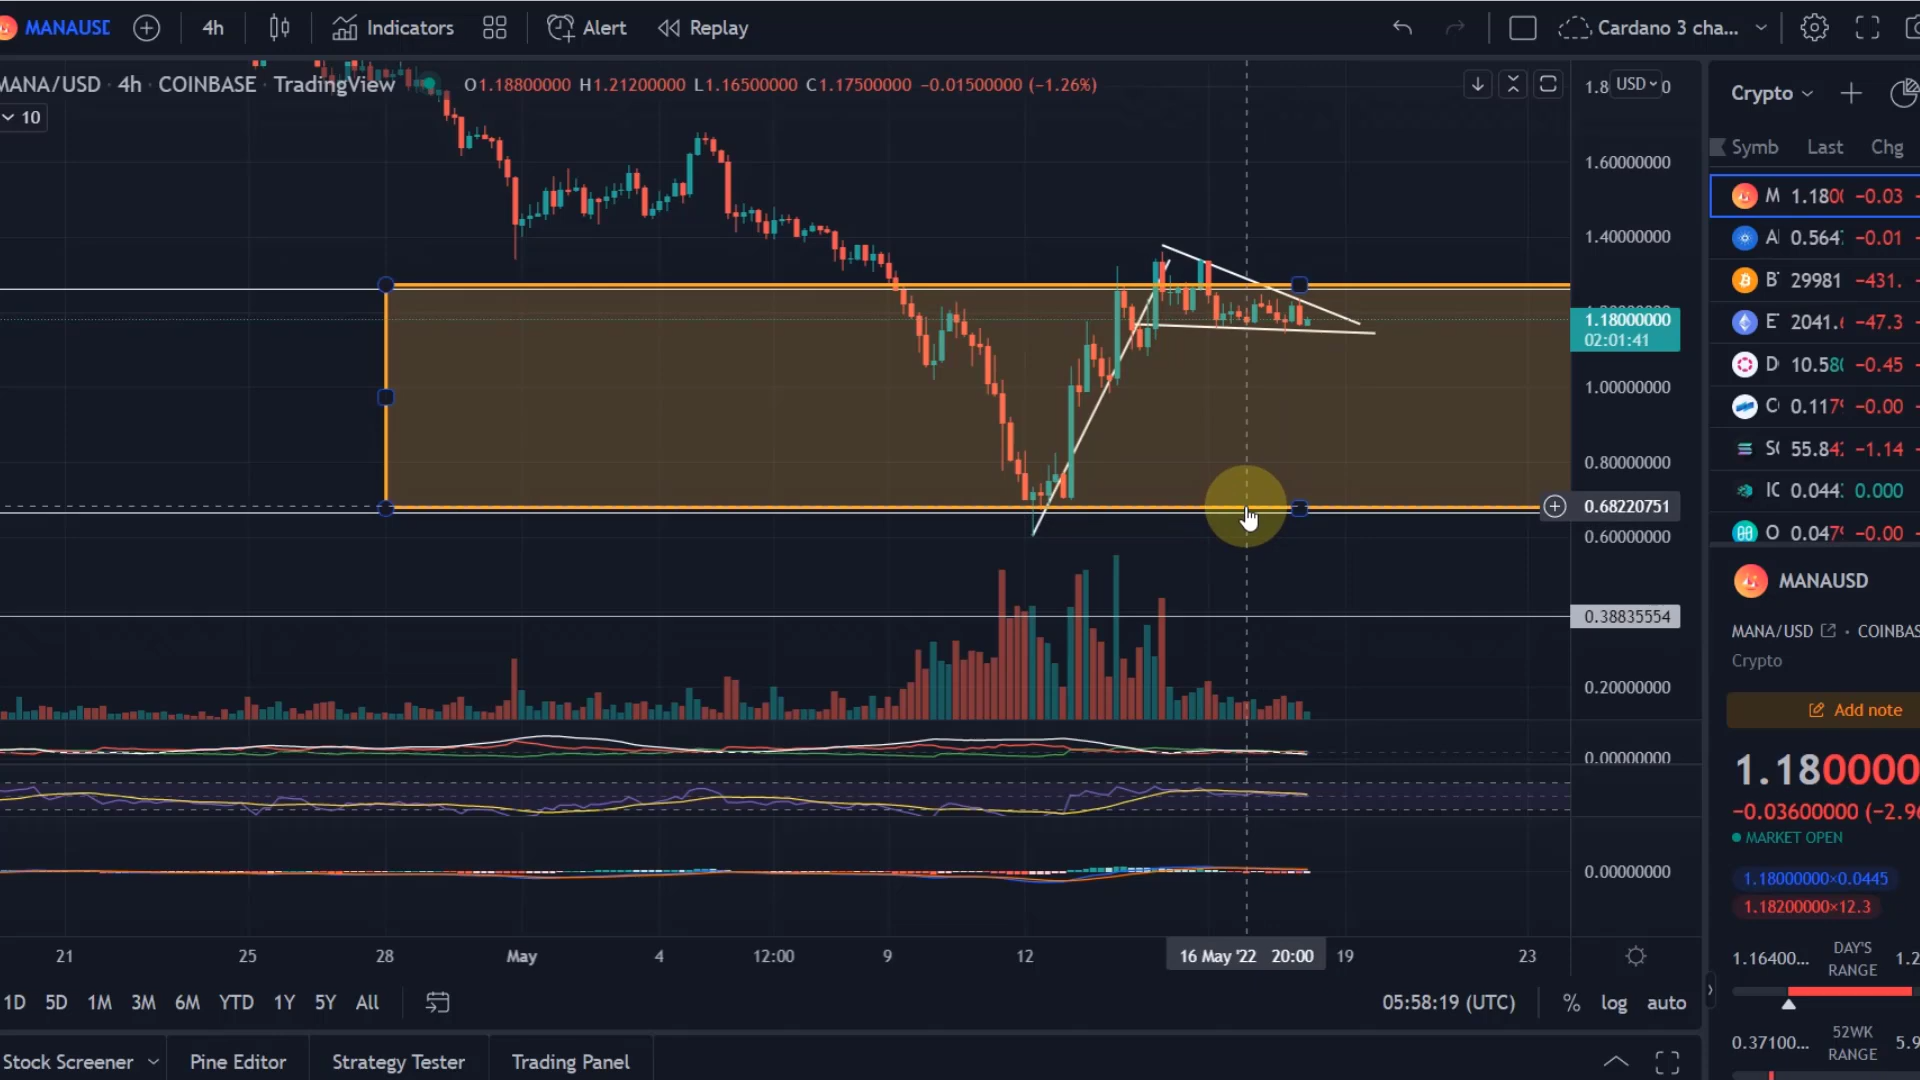 MANAUSD 4h Indicators Alert Replay Cardano 3 cha...
MANA/USD · 4h · COINBASE · TradingView O1.18800000 H1.21200000 L1.16500000 C1.17500000 −0.01500000 (−1.26%)
10
1.8 USD 0
1.60000000
1.40000000
1.18000000
02:01:41
1.00000000
0.80000000
0.68220751
0.60000000
0.38835554
0.20000000
0.00000000
0.00000000
21 25 28 May 4 12:00 9 12 16 May '22 20:00 19 23
1D 5D 1M 3M 6M YTD 1Y 5Y All 05:58:19 (UTC) % log auto
Stock Screener Pine Editor Strategy Tester Trading Panel
Crypto
Symb Last Chg
M 1.180 −0.03
A 0.564 −0.01
B 29981 −431.
E 2041. −47.3
D 10.58 −0.45
C 0.117 −0.00
S 55.84 −1.14
IC 0.044 0.000
O 0.047 −0.00
MANAUSD
MANA/USD · COINBAS
Crypto
Add note
1.180000
−0.03600000 (−2.9
MARKET OPEN
1.18000000×0.0445
1.18200000×12.3
1.16400... DAY'S RANGE 1.2
0.37100... 52WK RANGE 5.9